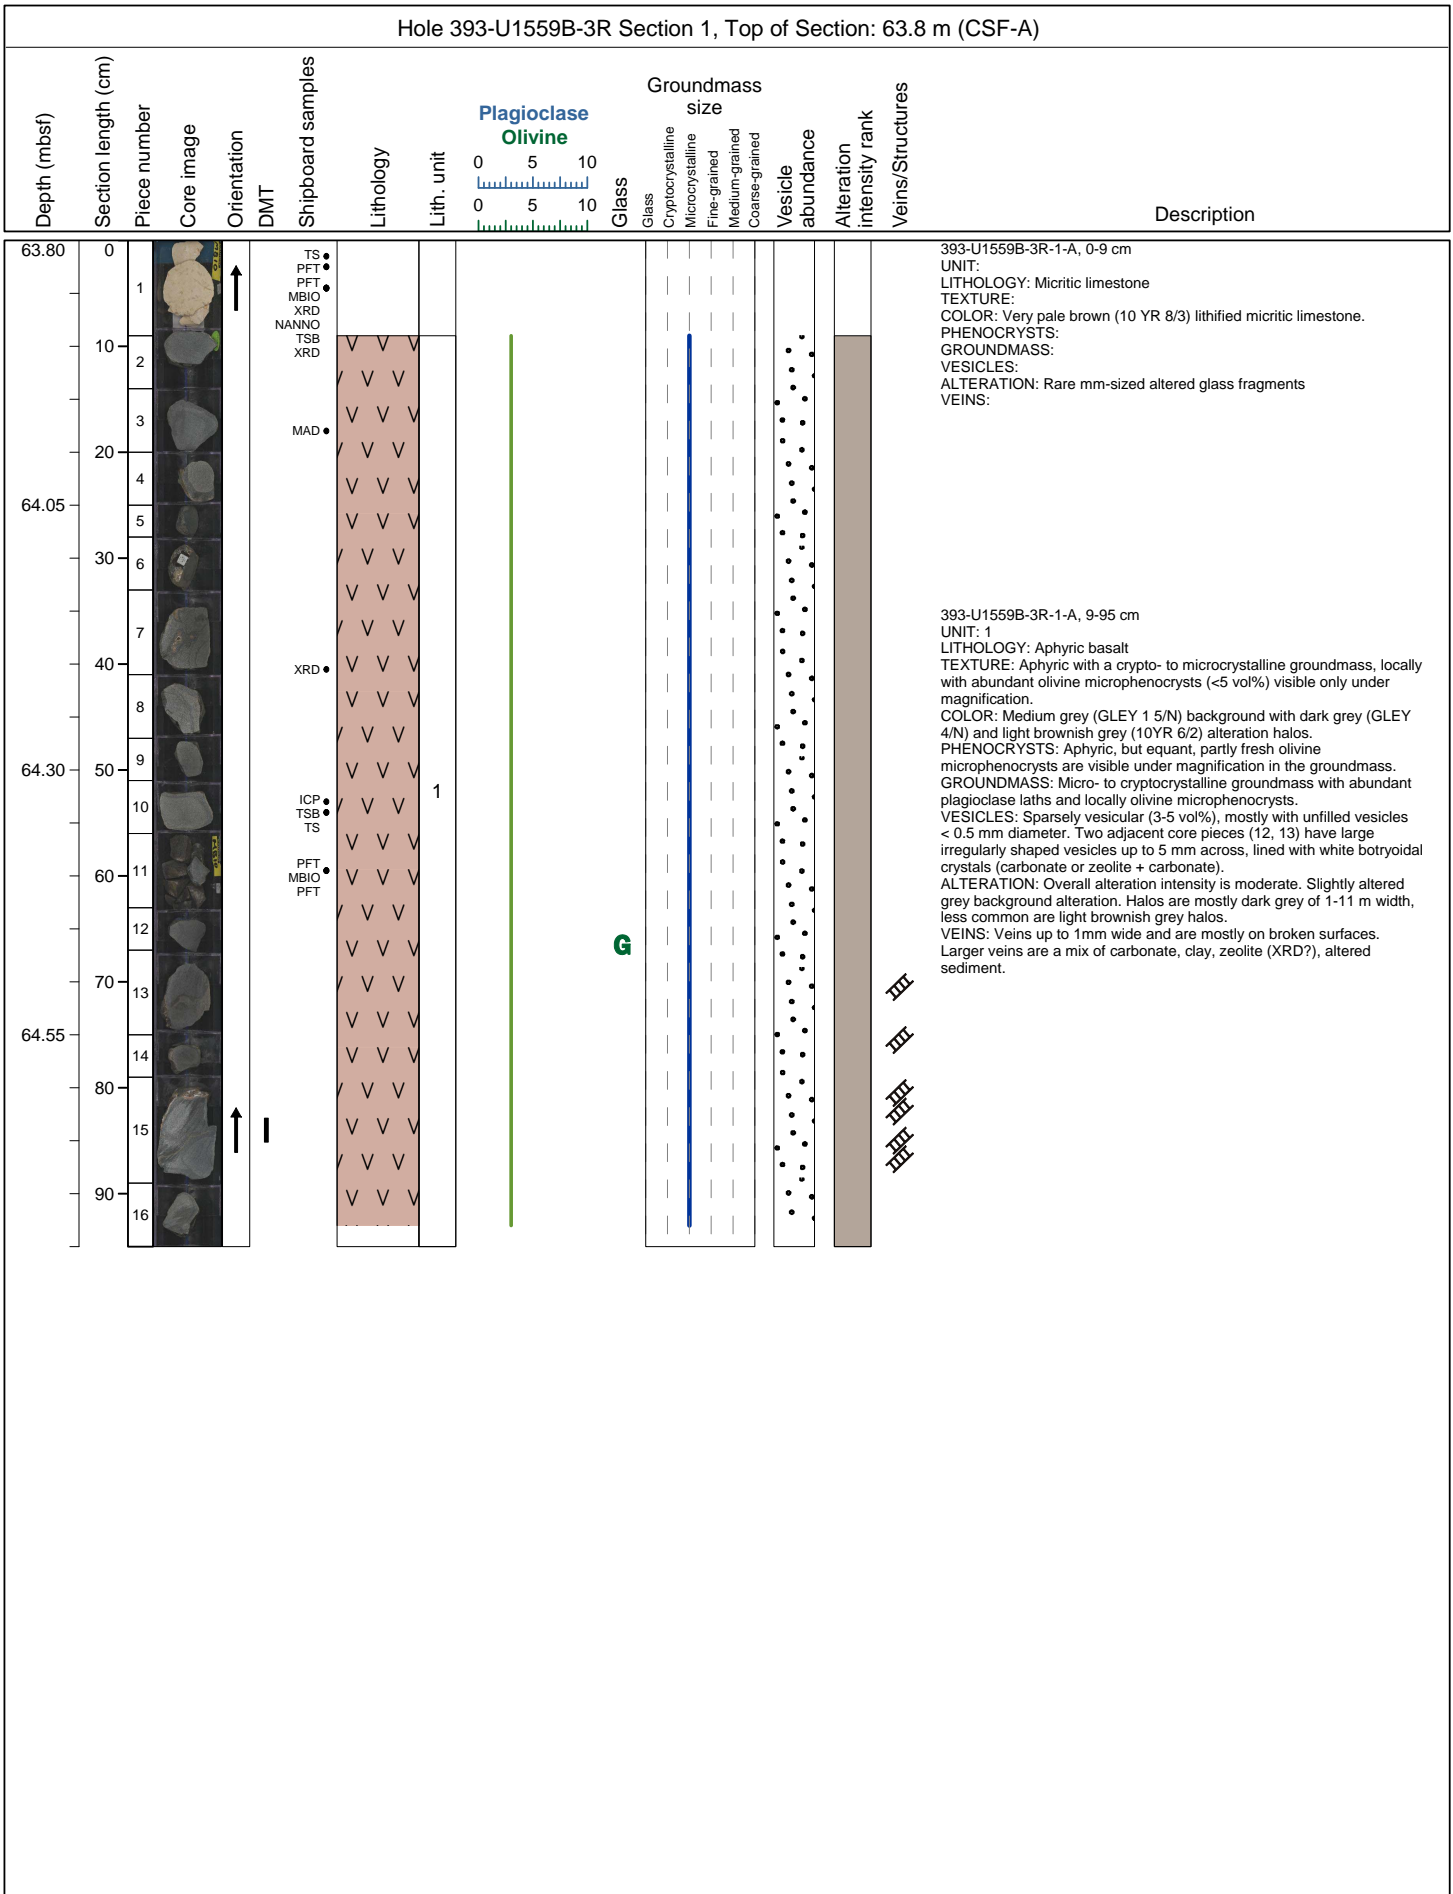 Hole 393-U1559B-3R Section 1, Top of Section: 63.8 m (CSF-A)
Depth (mbsf)
Section length (cm)
Piece number
Core image
Orientation
DMT
Shipboard samples
Lithology
Lith. unit
Plagioclase
Olivine
0 5 10
0 5 10
Glass
Groundmass
size
Glass
Cryptocrystalline
Microcrystalline
Fine-grained
Medium-grained
Coarse-grained
Vesicle
abundance
Alteration
intensity rank
Veins/Structures
Description
63.80
64.05
64.30
64.55
0
10
20
30
40
50
60
70
80
90
1
2
3
4
5
6
7
8
9
10
11
12
13
14
15
16
TS
PFT
PFT
MBIO
XRD
NANNO
TSB
XRD
MAD
XRD
ICP
TSB
TS
PFT
MBIO
PFT
1
G
393-U1559B-3R-1-A, 0-9 cm
UNIT:
LITHOLOGY: Micritic limestone
TEXTURE:
COLOR: Very pale brown (10 YR 8/3) lithified micritic limestone.
PHENOCRYSTS:
GROUNDMASS:
VESICLES:
ALTERATION: Rare mm-sized altered glass fragments
VEINS:
393-U1559B-3R-1-A, 9-95 cm
UNIT: 1
LITHOLOGY: Aphyric basalt
TEXTURE: Aphyric with a crypto- to microcrystalline groundmass, locally
with abundant olivine microphenocrysts (<5 vol%) visible only under
magnification.
COLOR: Medium grey (GLEY 1 5/N) background with dark grey (GLEY
4/N) and light brownish grey (10YR 6/2) alteration halos.
PHENOCRYSTS: Aphyric, but equant, partly fresh olivine
microphenocrysts are visible under magnification in the groundmass.
GROUNDMASS: Micro- to cryptocrystalline groundmass with abundant
plagioclase laths and locally olivine microphenocrysts.
VESICLES: Sparsely vesicular (3-5 vol%), mostly with unfilled vesicles
< 0.5 mm diameter. Two adjacent core pieces (12, 13) have large
irregularly shaped vesicles up to 5 mm across, lined with white botryoidal
crystals (carbonate or zeolite + carbonate).
ALTERATION: Overall alteration intensity is moderate. Slightly altered
grey background alteration. Halos are mostly dark grey of 1-11 m width,
less common are light brownish grey halos.
VEINS: Veins up to 1mm wide and are mostly on broken surfaces.
Larger veins are a mix of carbonate, clay, zeolite (XRD?), altered
sediment.